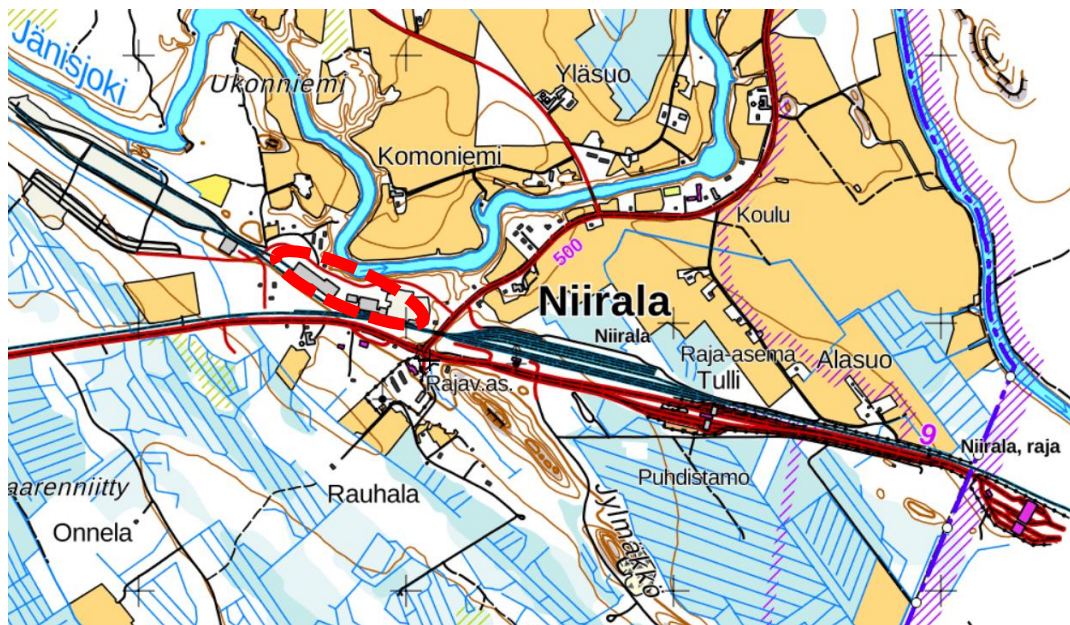 Jänisjoki
Ukonniemi
Yläsuo
Komoniemi
Koulu
500
Niirala
Niirala
Raja-asema
Tulli
Alasuo
Rajav.as.
9
Niirala, raja
Puhdistamo
aarenniitty
Rauhala
Onnela
Jylmäkkö